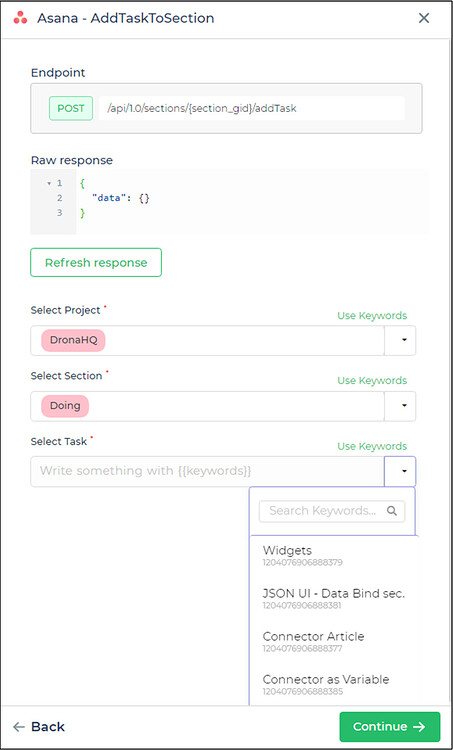 Asana - AddTaskToSection
Endpoint
POST /api/1.0/sections/{section_gid}/addTask
Raw response
1 {
2 "data": {}
3 }
Refresh response
Select Project *
Use Keywords
DronaHQ
Select Section *
Use Keywords
Doing
Select Task *
Use Keywords
Write something with {{keywords}}
Search Keywords...
Widgets
1204076906888379
JSON UI - Data Bind sec.
1204076906888381
Connector Article
1204076906888377
Connector as Variable
1204076906888385
Back
Continue